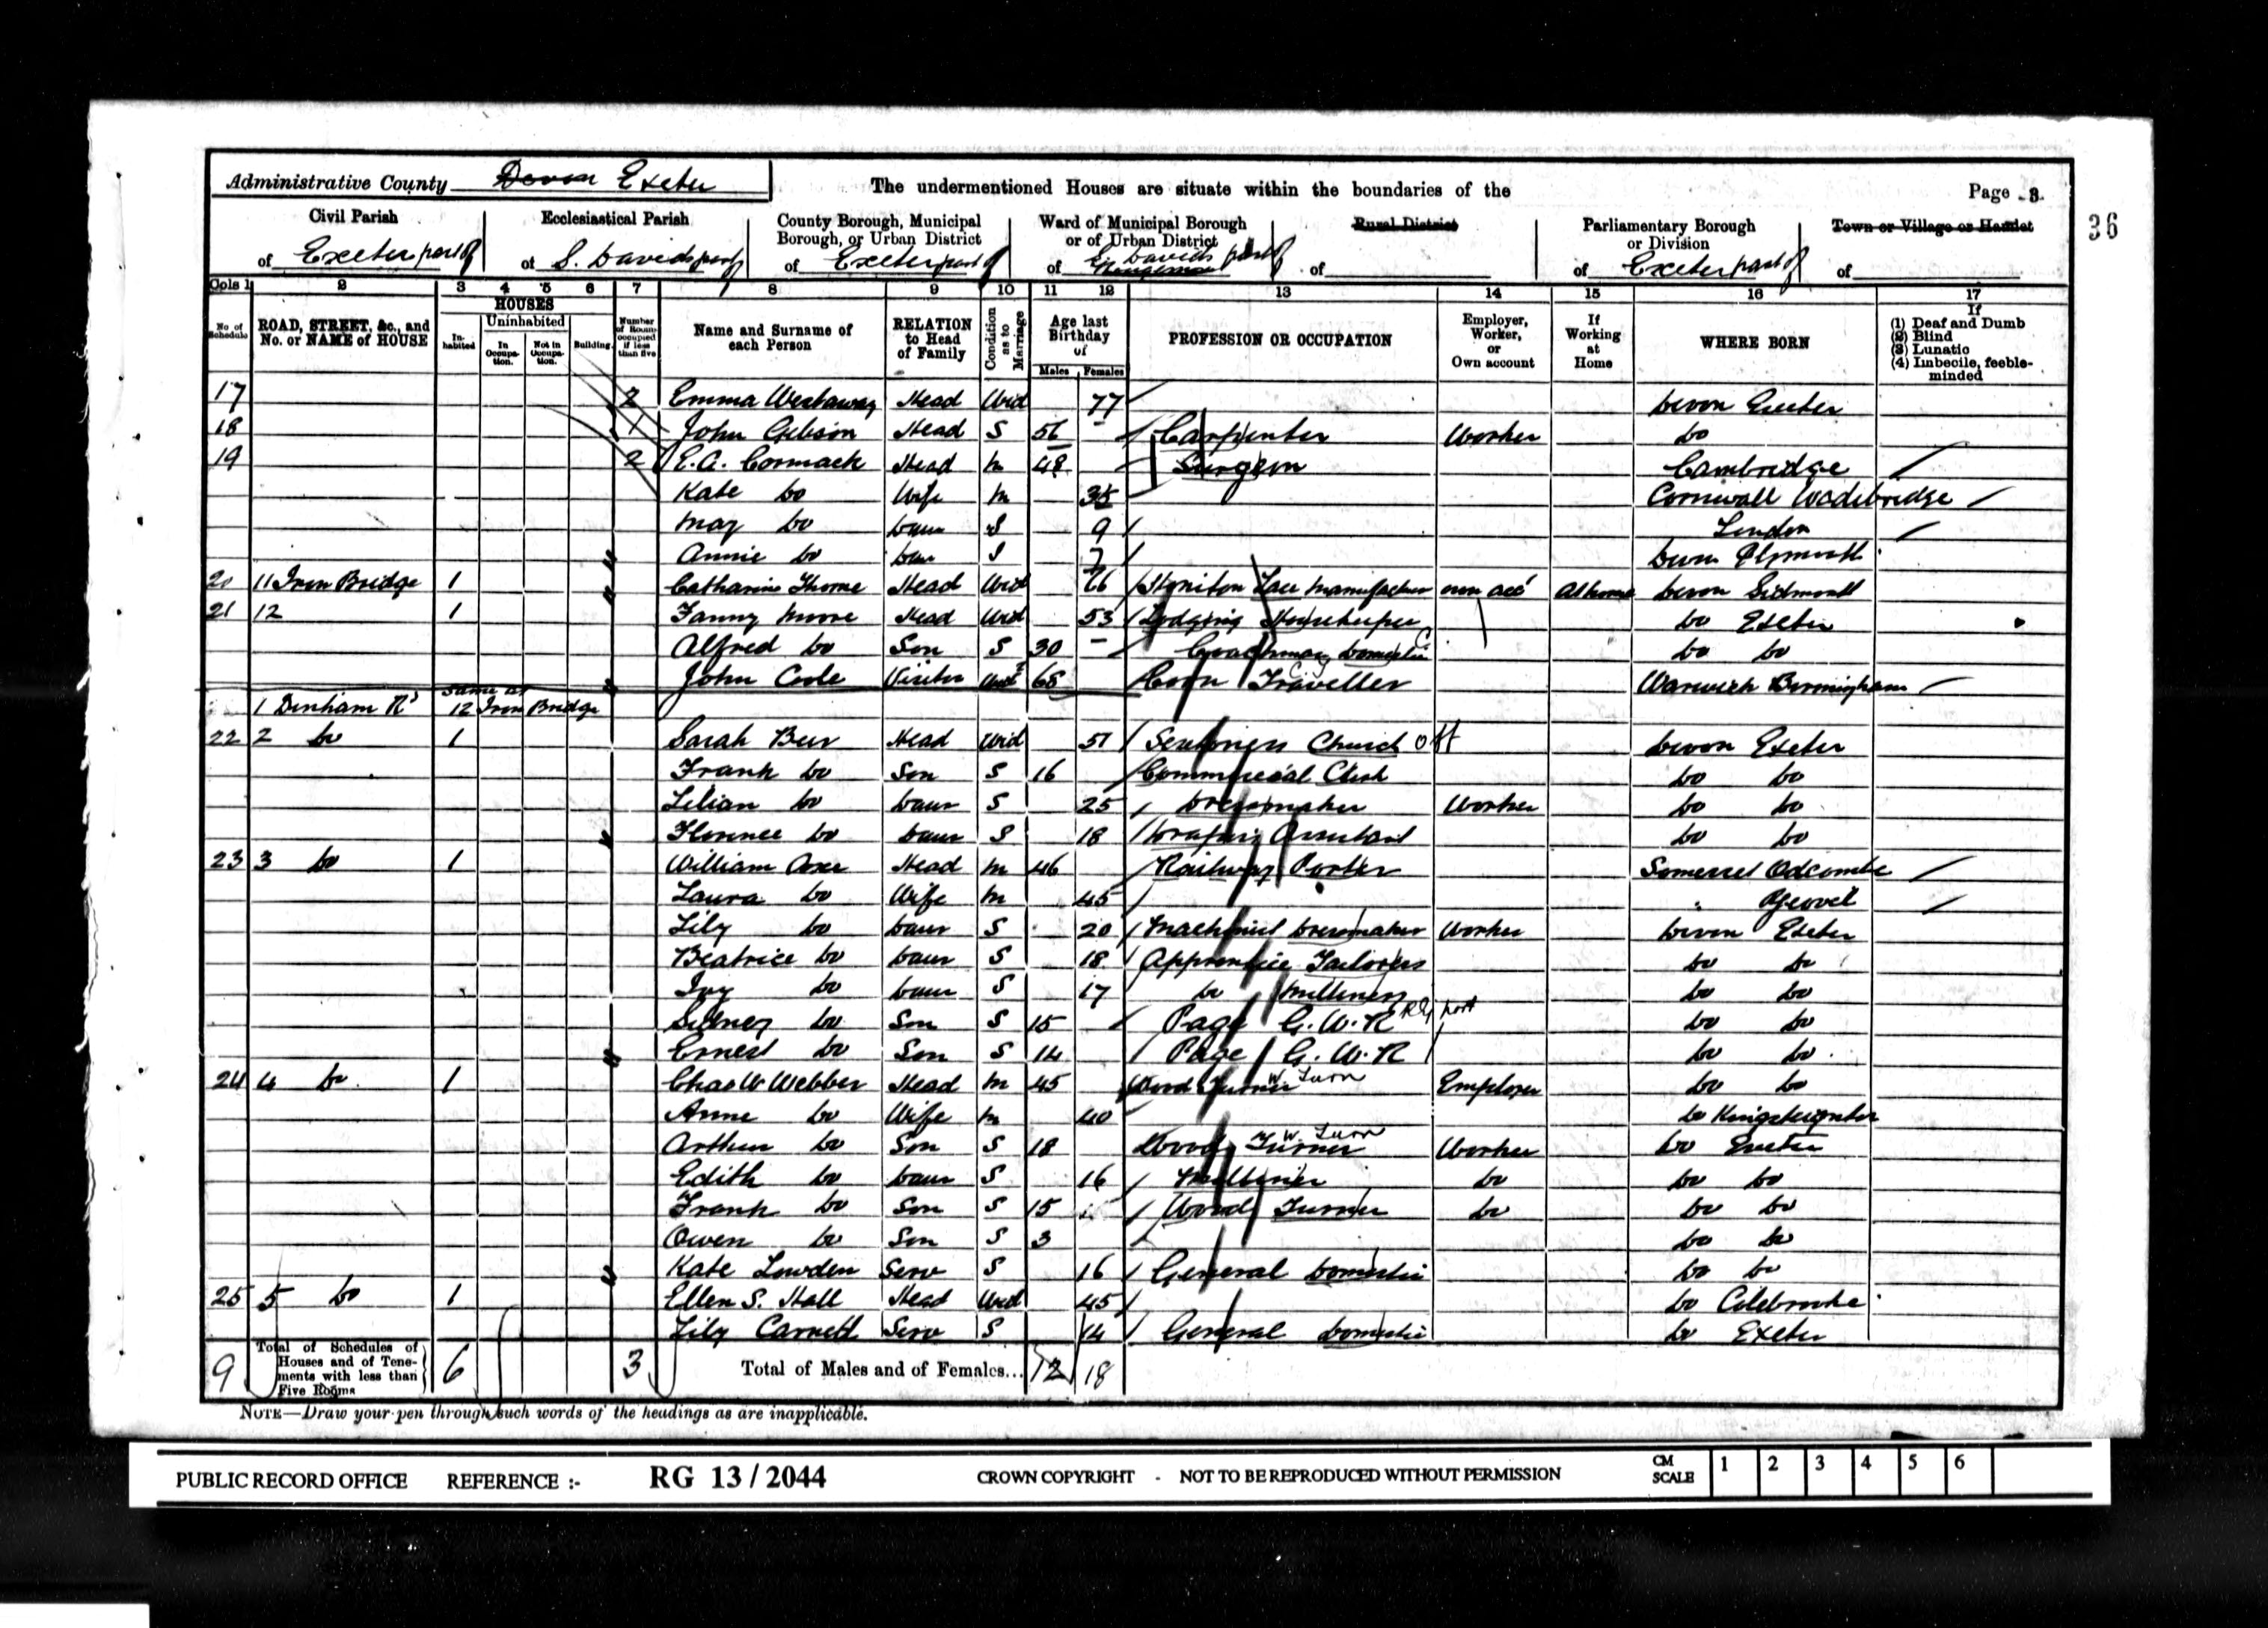 Administrative County Devon Exeter
The undermentioned Houses are situate within the boundaries of the
Page 3
36
Civil Parish of Exeter part of
Ecclesiastical Parish of S. Davids part of
County Borough, Municipal Borough, or Urban District of Exeter part of
Ward of Municipal Borough or of Urban District of S. Davids part of
Rural District of
Parliamentary Borough or Division of Exeter part of
Town or Village or Hamlet of
Cols 1 2 3 4 5 6 7 8 9 10 11 12 13 14 15 16 17
No. of Schedule
ROAD, STREET, &c., and No. or NAME of HOUSE
HOUSES
Inhabited
Uninhabited
In Occupation.
Not in Occupation.
Building
Number of Rooms occupied if less than five
Name and Surname of each Person
RELATION to Head of Family
Condition as to Marriage
Age last Birthday of
Males Females
PROFESSION OR OCCUPATION
Employer, Worker, or Own account
If Working at Home
WHERE BORN
If
(1) Deaf and Dumb
(2) Blind
(3) Lunatic
(4) Imbecile, feeble-minded
17 2 Emma Westaway Head Wid 77 Devon Exeter
18 1 John Gibson Head S 56 Carpenter Worker Do
19 2 E.A. Cormack Head M 48 Surgeon Cambridge
Kate Do Wife M 35 Cornwall Wadebridge
May Do Daur S 9 London
Annie Do Daur S 7 Devon Plymouth
20 11 Iron Bridge 1 Catharine Thorne Head Wid 66 Honiton Lace Manufacturer own acc At home Devon Sidmouth
21 12 1 Fanny Moore Head Wid 53 Lodging Housekeeper Do Exeter
Alfred Do Son S 30 Coachman Domestic Do Do
John Cole Visitor 68 Corn Traveller Warwick Birmingham
1 Dinham Rd same as 12 Iron Bridge
22 2 Do 1 Sarah Head Wid 51 Church Off Devon Exeter
Frank Do Son S 16 Commercial Clerk Do Do
Lilian Do Daur S 25 Dressmaker Worker Do Do
Florence Do Daur S 18 Drapers Assistant Do Do
23 3 Do 1 William Head M 46 Railway Porter Somerset Odcombe
Laura Do Wife M 45 " Yeovil
Lily Do Daur S 20 Machinist Dressmaker Worker Devon Exeter
Beatrice Do Daur S 18 Apprentice Tailoress Do Do
Ivy Do Daur S 17 Do Milliners Do Do
Sidney Do Son S 15 Page G.W.R Do Do
Ernest Do Son S 14 Page G.W.R Do Do
24 4 Do 1 Chas W Webber Head M 45 Wood Turner W. Turn Employer Do Do
Anne Do Wife M 40 Do Kingsteignton
Arthur Do Son S 18 Wood Turner W. Turn Worker Do Exeter
Edith Do Daur S 16 Milliner Do Do Do
Frank Do Son S 15 Wood Turner Do Do Do
Owen Do Son S 3 Do Do
Kate Lowden Serv S 16 General Domestic Do Do
25 5 Do 1 Ellen S. Hall Head Wid 45 Do Colebrooke
Lily Carnell Serv S 14 General Domestic Do Exeter
9 Total of Schedules of Houses and of Tenements with less than Five Rooms 6 3 Total of Males and of Females... 12 18
NOTE—Draw your pen through such words of the headings as are inapplicable.
PUBLIC RECORD OFFICE REFERENCE :- RG 13 / 2044 CROWN COPYRIGHT - NOT TO BE REPRODUCED WITHOUT PERMISSION CM SCALE 1 2 3 4 5 6